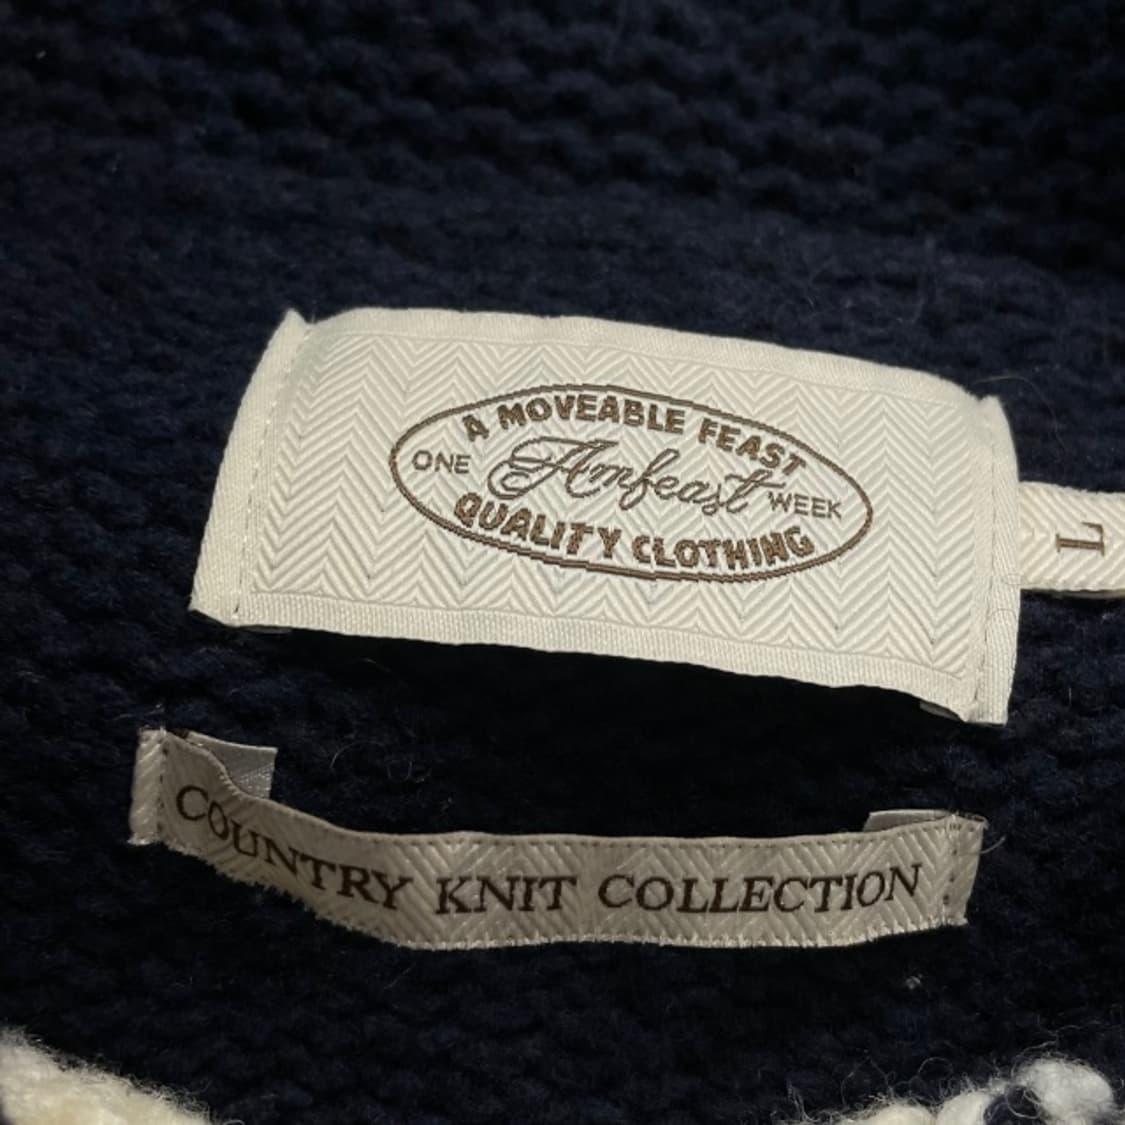 A MOVEABLE FEAST
ONE Amfeast WEEK
QUALITY CLOTHING
L
COUNTRY KNIT COLLECTION